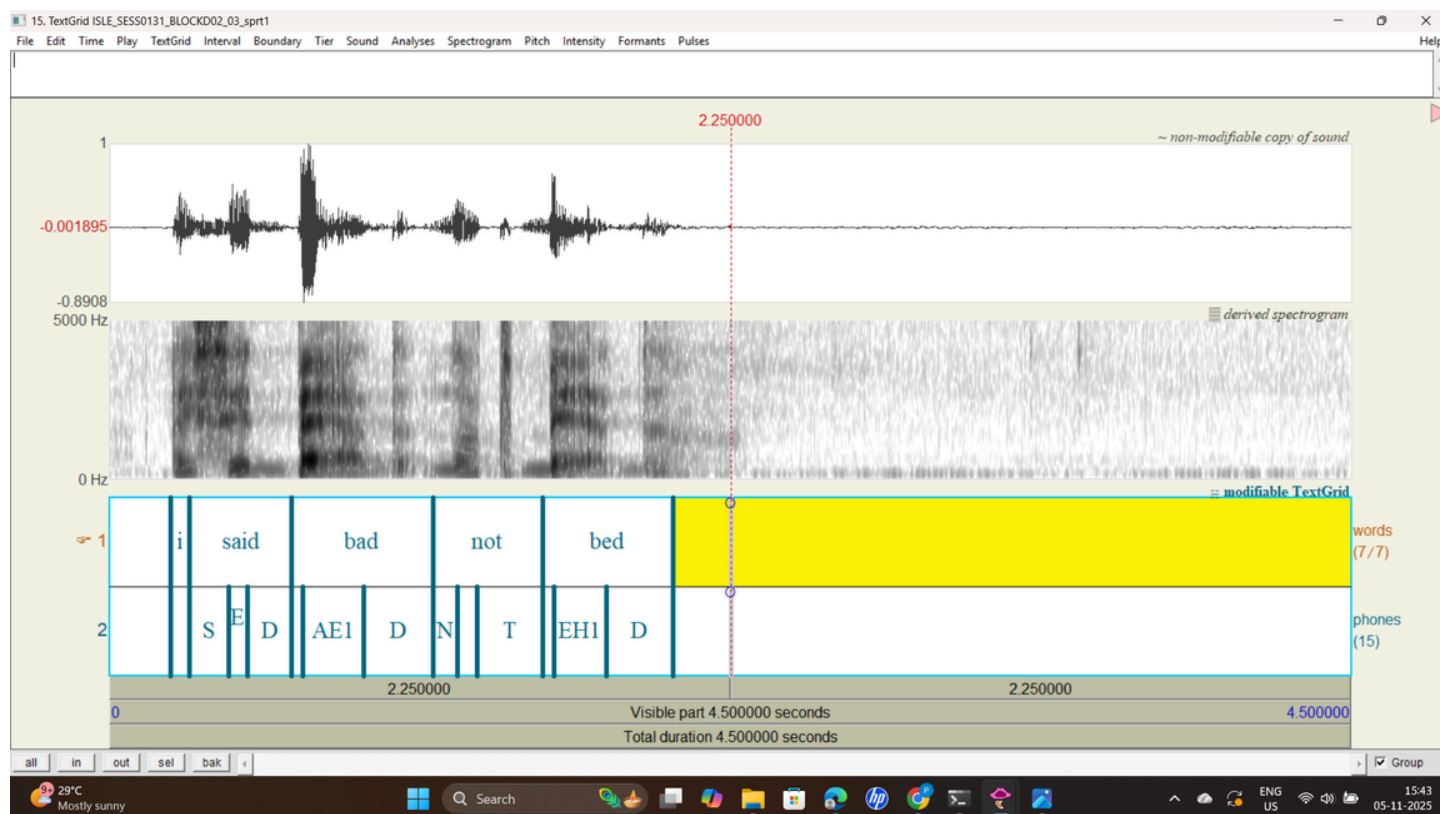 15. TextGrid ISLE_SESS0131_BLOCKD02_03_sprt1
File Edit Time Play TextGrid Interval Boundary Tier Sound Analyses Spectrogram Pitch Intensity Formants Pulses Help
2.250000
~ non-modifiable copy of sound
1
-0.001895
-0.8908
5000 Hz
derived spectrogram
0 Hz
modifiable TextGrid
1 i said bad not bed words
(7/7)
2 S E D AE1 D N T EH1 D phones
(15)
2.250000 2.250000
0 Visible part 4.500000 seconds 4.500000
Total duration 4.500000 seconds
all in out sel bak Group
9+ 29°C
Mostly sunny
Search
hp
ENG
US
15:43
05-11-2025